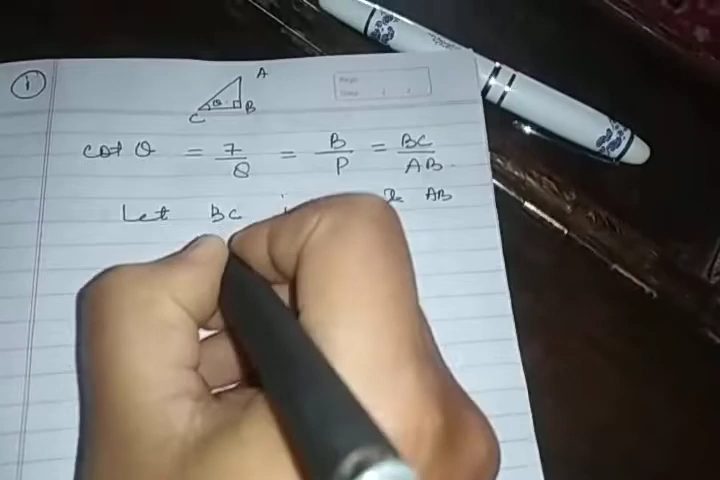 1
A
C θ B
cot θ = 7/8 = B/P = BC/AB
Let BC i & AB